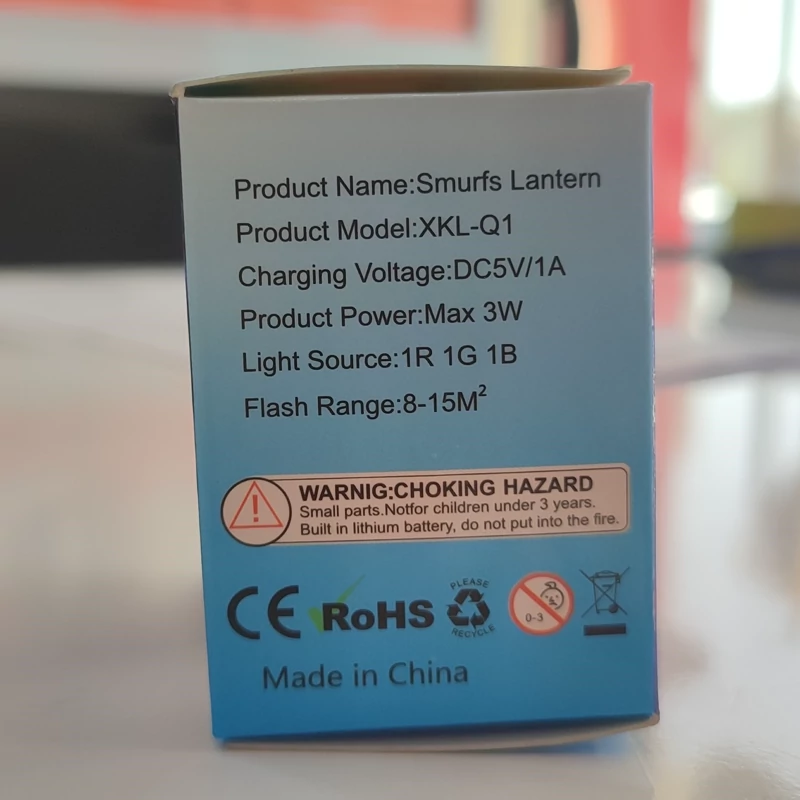 Product Name:Smurfs Lantern
Product Model:XKL-Q1
Charging Voltage:DC5V/1A
Product Power:Max 3W
Light Source:1R 1G 1B
Flash Range:8-15M²
WARNIG:CHOKING HAZARD
Small parts.Notfor children under 3 years.
Built in lithium battery, do not put into the fire.
CE RoHS PLEASE RECYCLE 0-3
Made in China